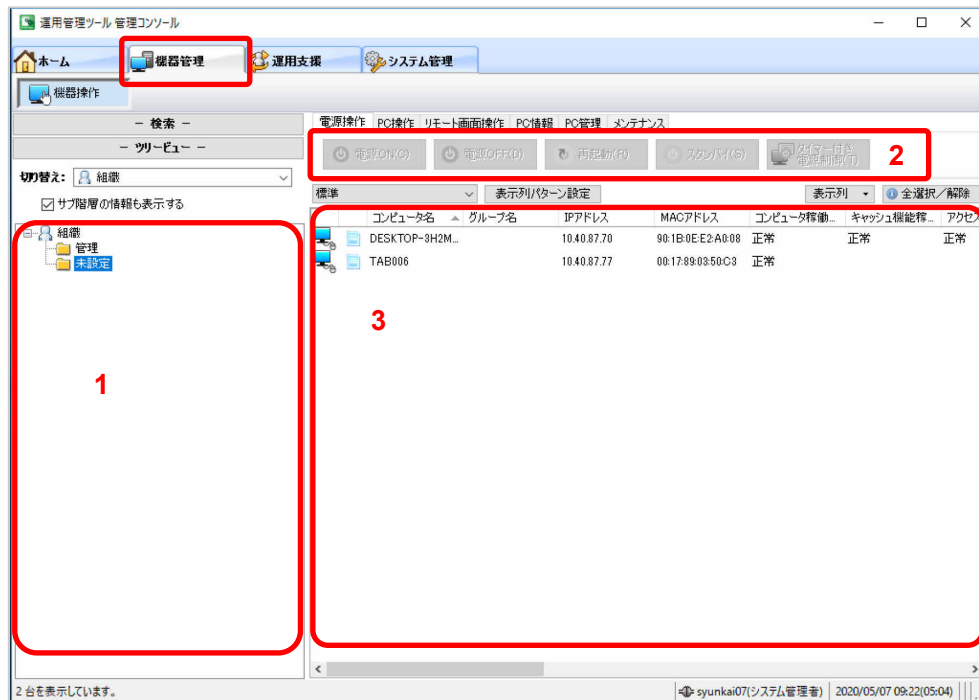 運用管理ツール 管理コンソール
ホーム 機器管理 運用支援 システム管理
機器操作
－ 検索 －
－ ツリービュー －
切り替え： 組織
サブ階層の情報も表示する
組織
管理
未設定
1
電源操作 PC操作 リモート画面操作 PC情報 PC管理 メンテナンス
電源ON(O) 電源OFF(D) 再起動(R) スタンバイ(S) タイマー付き
電源制御(T)
2
標準 表示列パターン設定 表示列 全選択／解除
コンピュータ名 グループ名 IPアドレス MACアドレス コンピュータ稼働... キャッシュ機能稼... アクセス
DESKTOP-3H2M... 10.40.87.70 90:1B:0E:E2:A0:08 正常 正常 正常
TAB006 10.40.87.77 00:17:89:03:50:C3 正常
3
2 台を表示しています。 syunkai07(システム管理者) 2020/05/07 09:22(05:04)